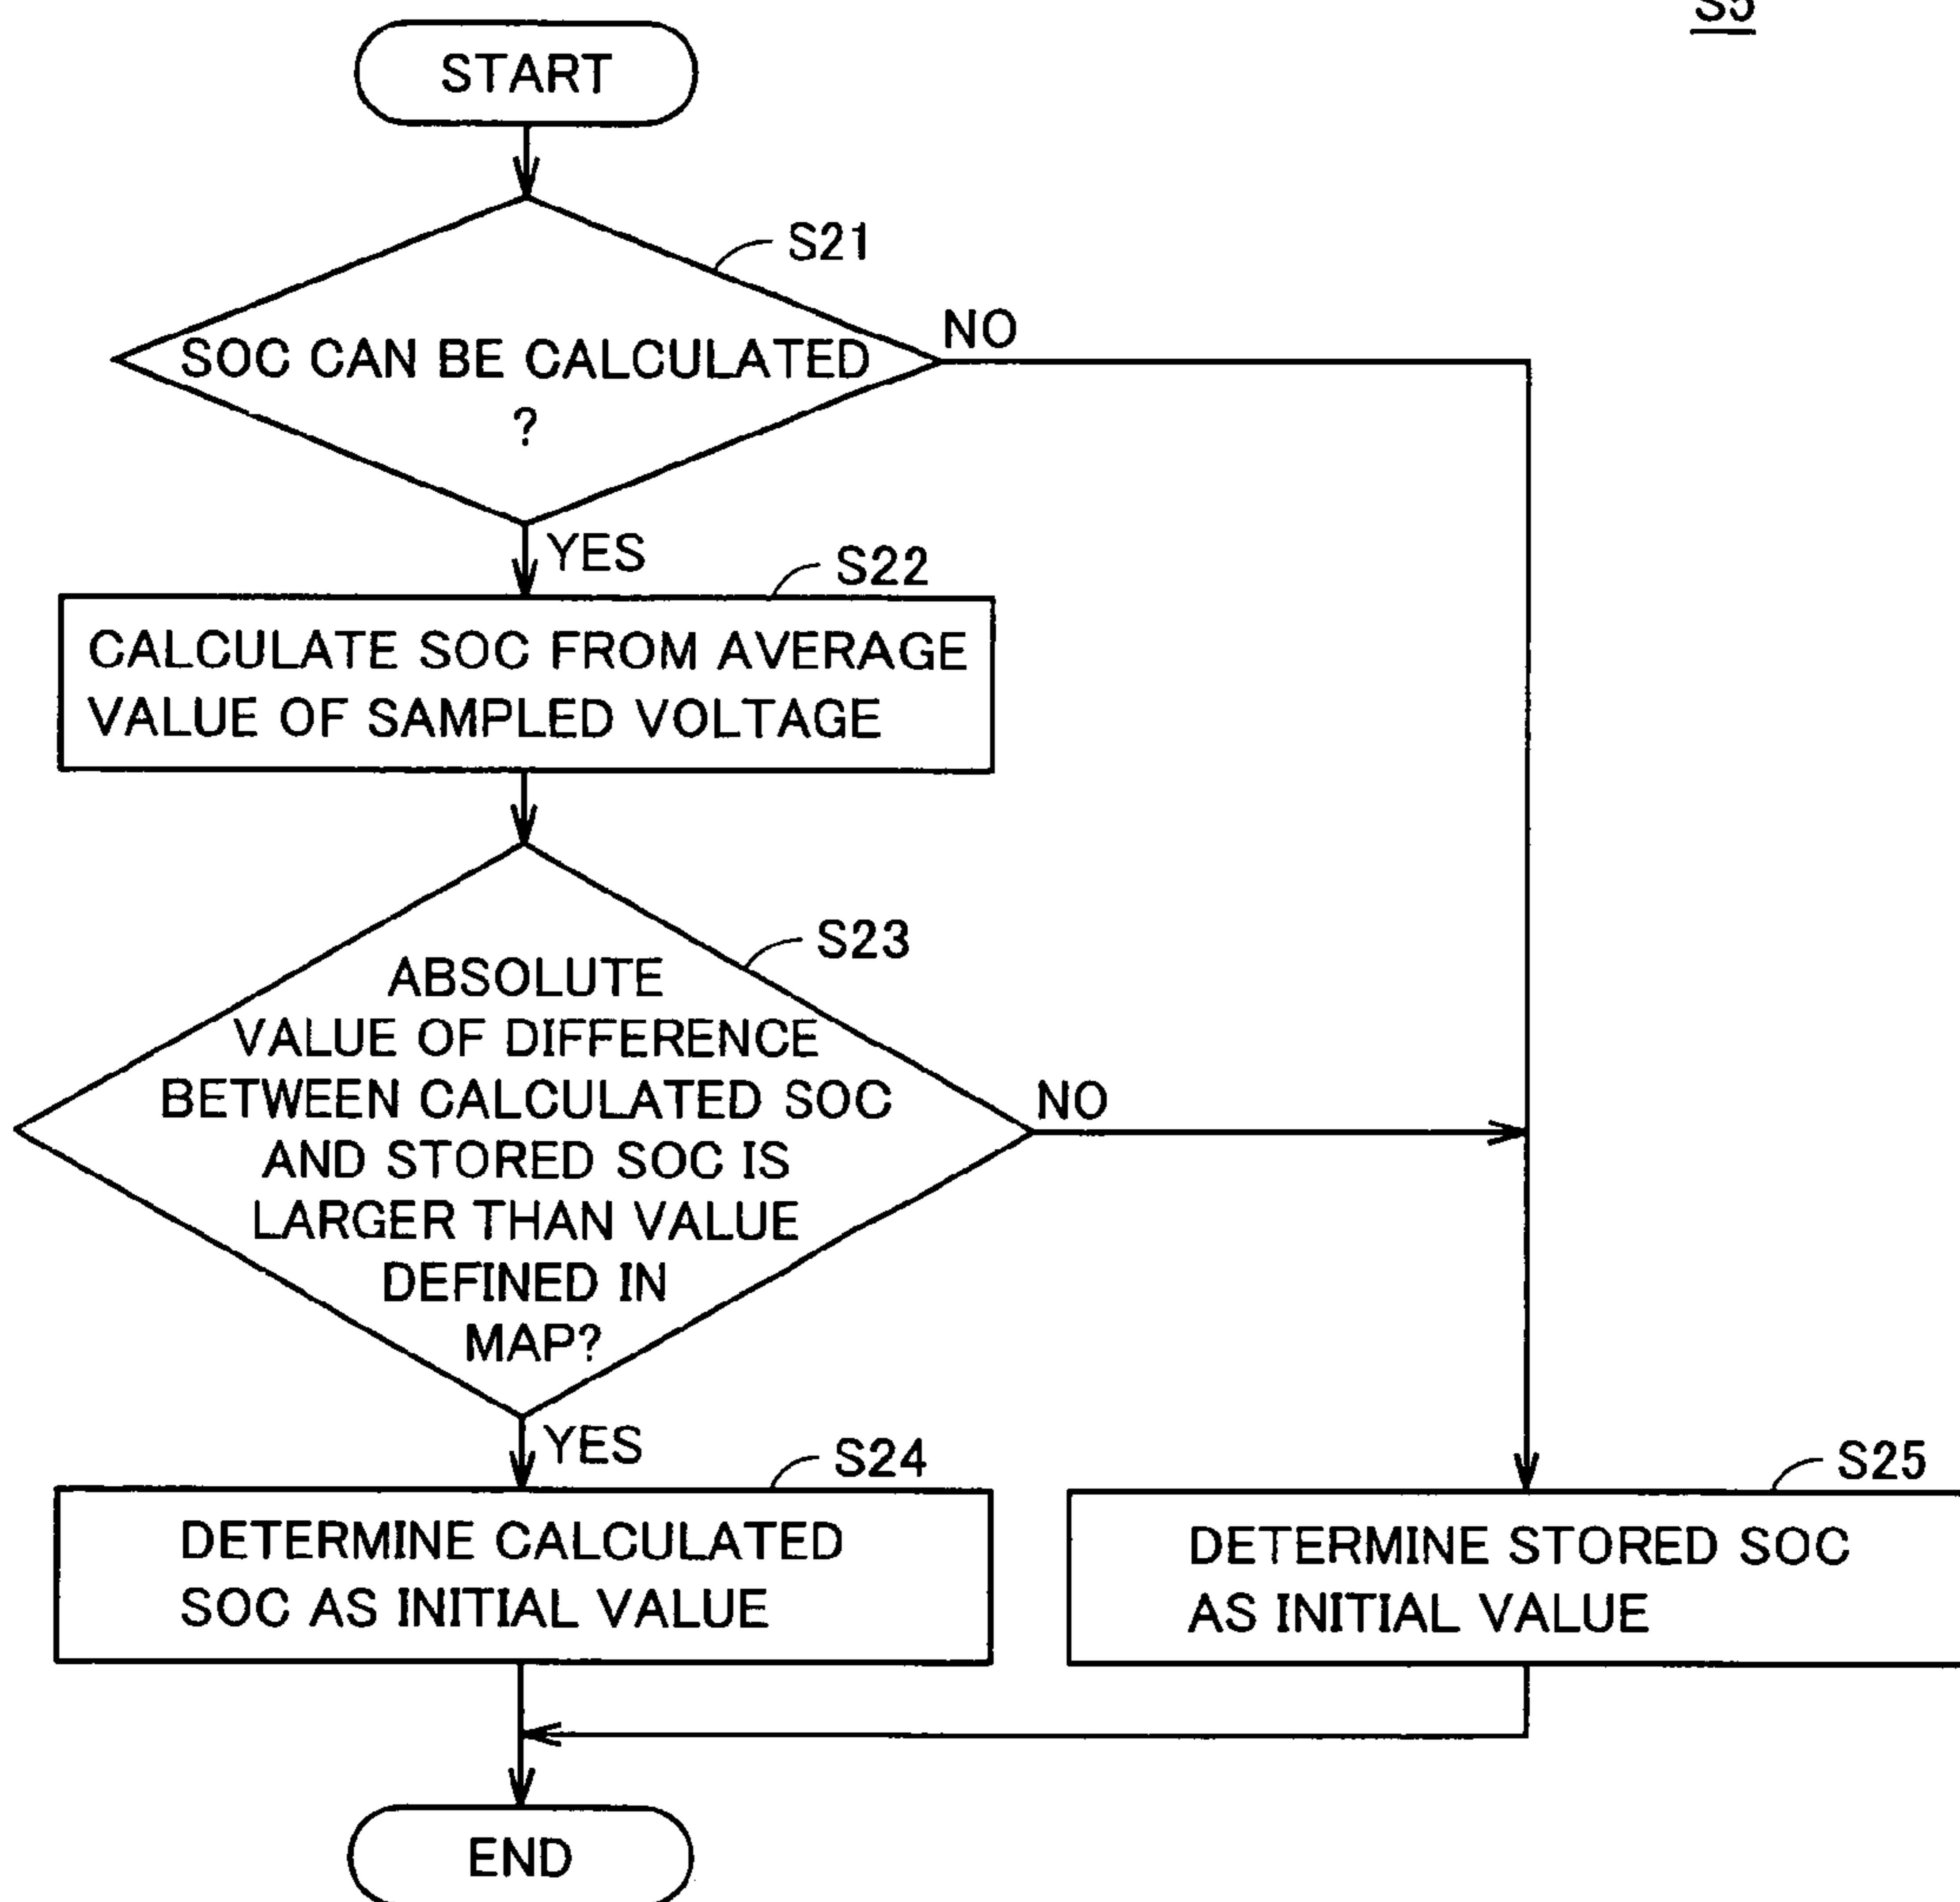 S5
START
S21
SOC CAN BE CALCULATED
?
NO
YES
S22
CALCULATE SOC FROM AVERAGE
VALUE OF SAMPLED VOLTAGE
S23
ABSOLUTE
VALUE OF DIFFERENCE
BETWEEN CALCULATED SOC
AND STORED SOC IS
LARGER THAN VALUE
DEFINED IN
MAP?
NO
YES
S24
DETERMINE CALCULATED
SOC AS INITIAL VALUE
S25
DETERMINE STORED SOC
AS INITIAL VALUE
END